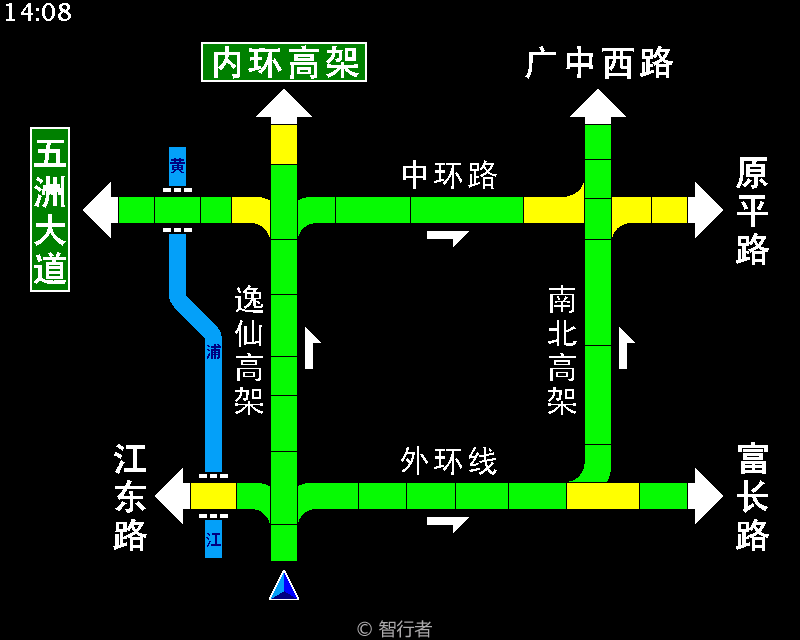 14:08
内环高架
广中西路
五洲大道
黄
中环路
原平路
逸仙高架
南北高架
浦
江东路
外环线
富长路
江
© 智行者